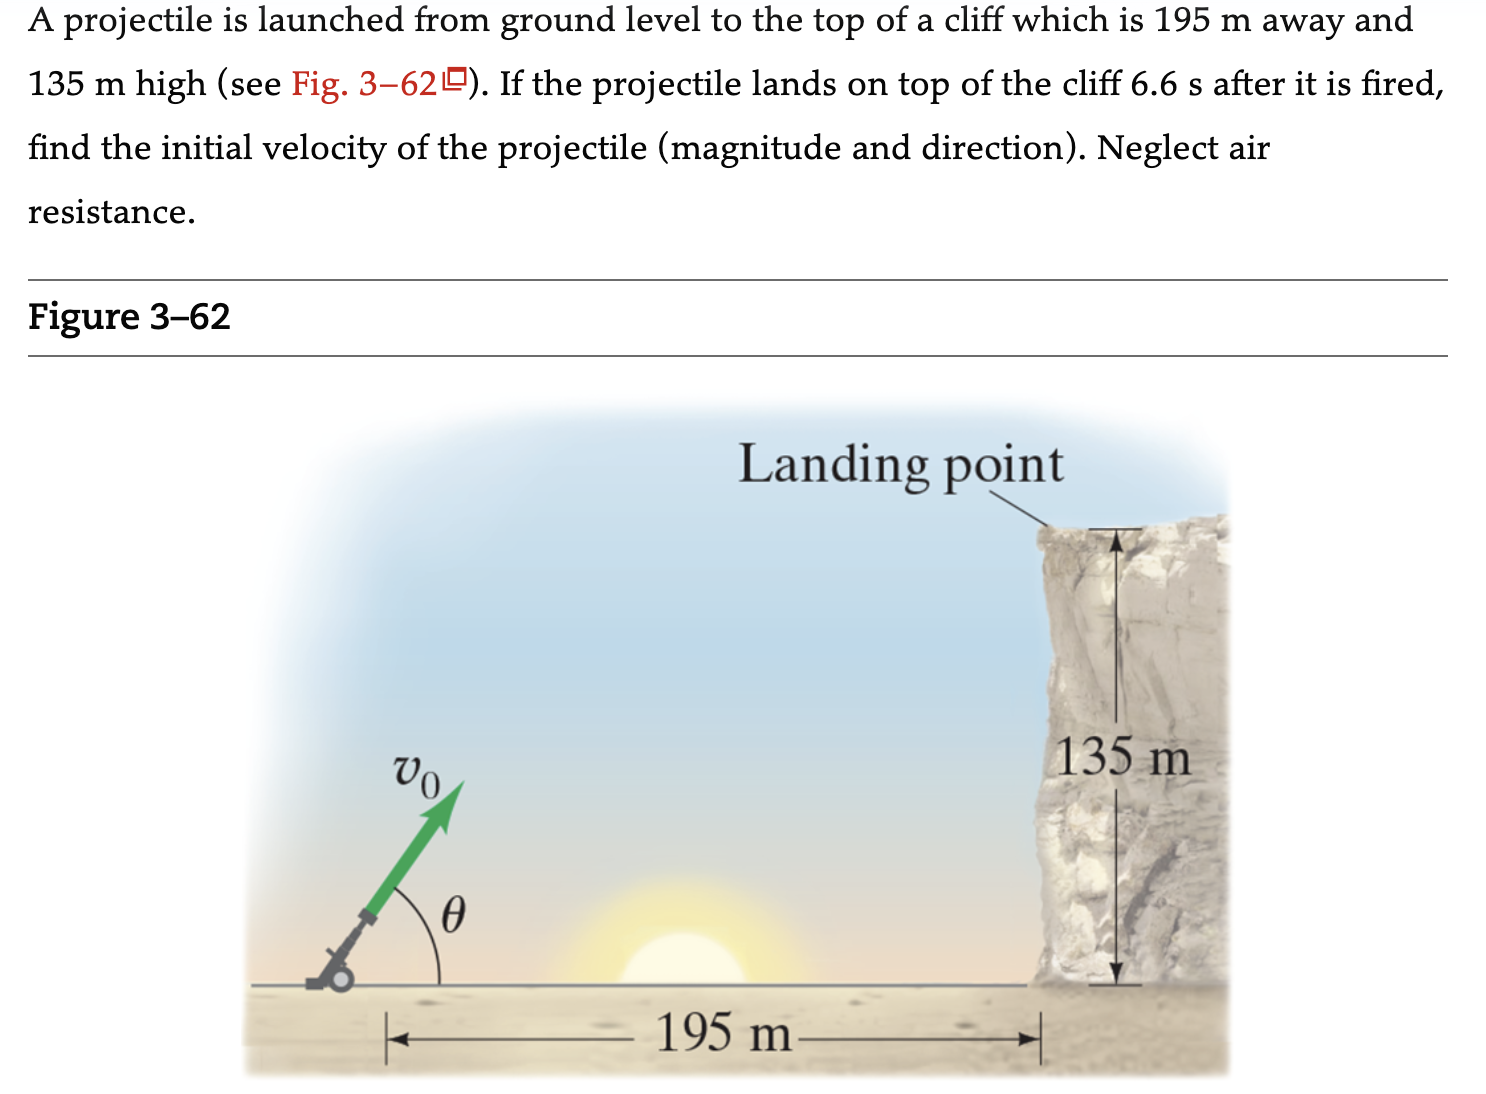 A projectile is launched from ground level to the top of a cliff which is 195 m away and
135 m high (see Fig. 3–62). If the projectile lands on top of the cliff 6.6 s after it is fired,
find the initial velocity of the projectile (magnitude and direction). Neglect air
resistance.
Figure 3–62
Landing point
135 m
v₀
θ
195 m